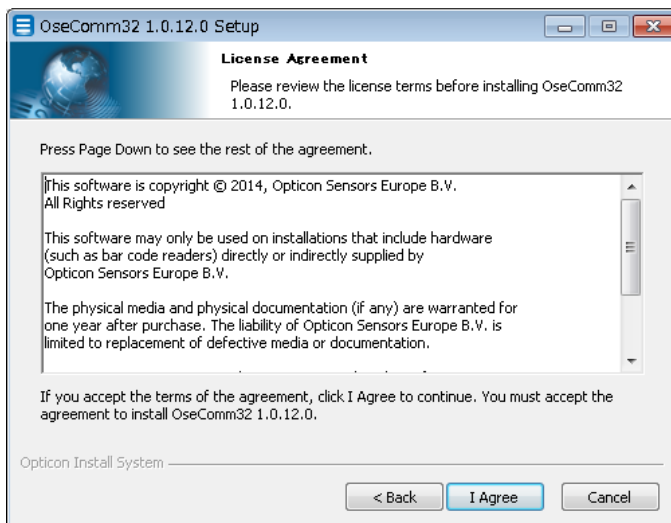 OseComm32 1.0.12.0 Setup
License Agreement
Please review the license terms before installing OseComm32
1.0.12.0.
Press Page Down to see the rest of the agreement.
This software is copyright © 2014, Opticon Sensors Europe B.V.
All Rights reserved
This software may only be used on installations that include hardware
(such as bar code readers) directly or indirectly supplied by
Opticon Sensors Europe B.V.
The physical media and physical documentation (if any) are warranted for
one year after purchase. The liability of Opticon Sensors Europe B.V. is
limited to replacement of defective media or documentation.
If you accept the terms of the agreement, click I Agree to continue. You must accept the
agreement to install OseComm32 1.0.12.0.
Opticon Install System
< Back
I Agree
Cancel